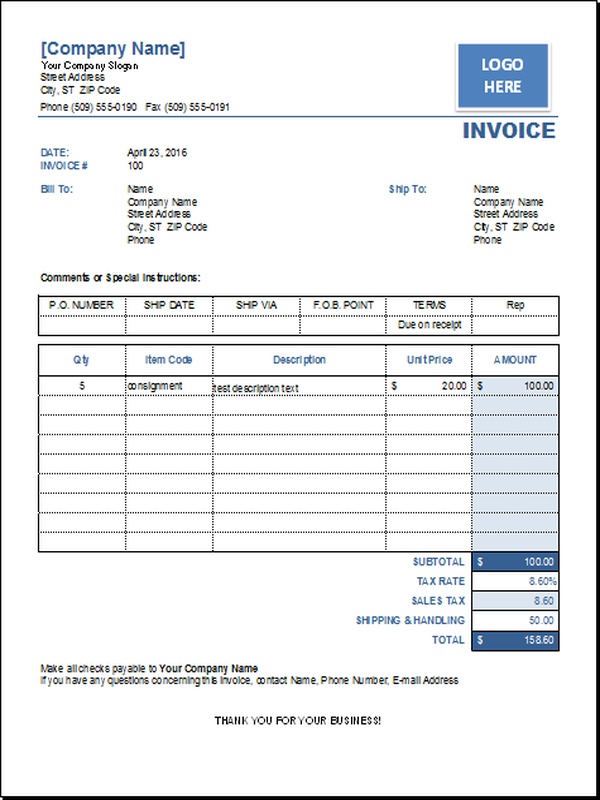 [Company Name]
Your Company Slogan
Street Address
City, ST ZIP Code
Phone (509) 555-0190 Fax (509) 555-0191
LOGO
HERE
INVOICE
DATE: April 23, 2016
INVOICE # 100
Bill To: Name Ship To: Name
Company Name Company Name
Street Address Street Address
City, ST ZIP Code City, ST ZIP Code
Phone Phone
Comments or Special Instructions:
P.O. NUMBER SHIP DATE SHIP VIA F.O.B. POINT TERMS Rep
Due on receipt
Qty Item Code Description Unit Price AMOUNT
5 consignment test description text $ 20.00 $ 100.00
SUBTOTAL $ 100.00
TAX RATE 8.60%
SALES TAX 8.60
SHIPPING & HANDLING 50.00
TOTAL $ 158.60
Make all checks payable to Your Company Name
If you have any questions concerning this invoice, contact Name, Phone Number, E-mail Address
THANK YOU FOR YOUR BUSINESS!